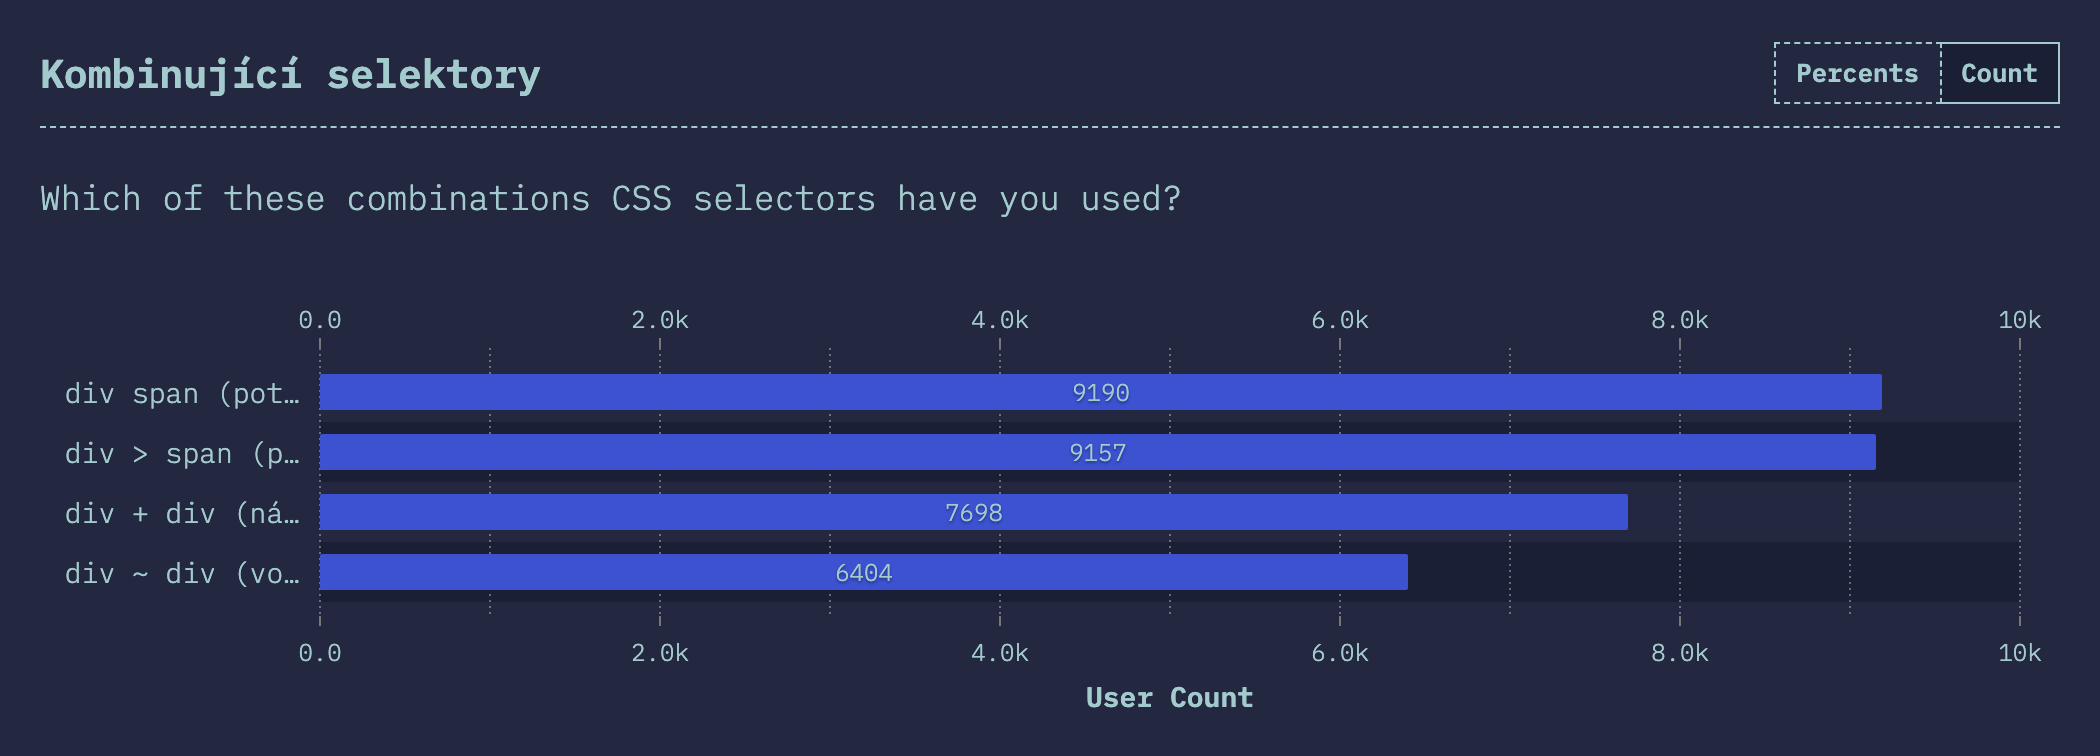 Kombinující selektory
Percents Count
Which of these combinations CSS selectors have you used?
0.0 2.0k 4.0k 6.0k 8.0k 10k
div span (pot… 9190
div > span (p… 9157
div + div (ná… 7698
div ~ div (vo… 6404
0.0 2.0k 4.0k 6.0k 8.0k 10k
User Count